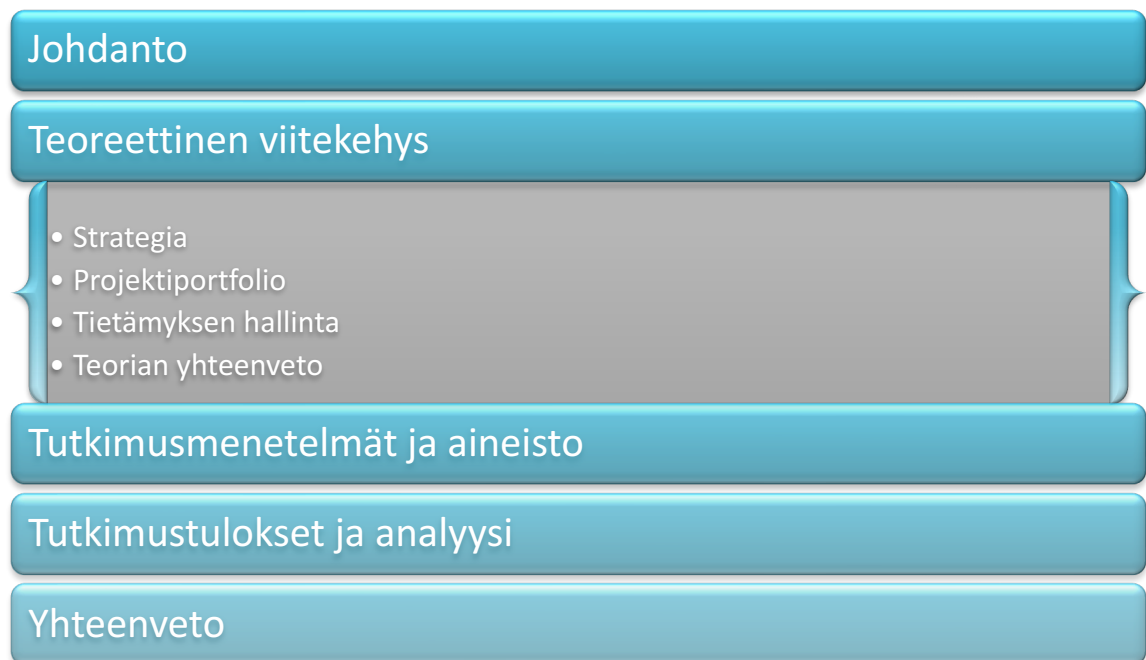 Johdanto
Teoreettinen viitekehys
• Strategia
• Projektiportfolio
• Tietämyksen hallinta
• Teorian yhteenveto
Tutkimusmenetelmät ja aineisto
Tutkimustulokset ja analyysi
Yhteenveto